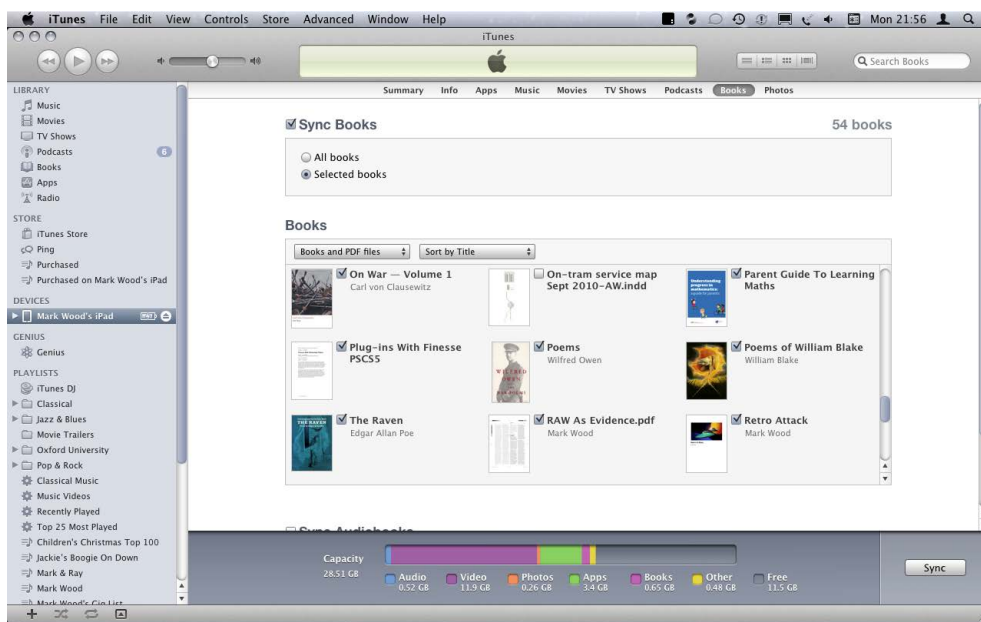 iTunes File Edit View Controls Store Advanced Window Help Mon 21:56
iTunes
Search Books
LIBRARY
Music
Movies
TV Shows
Podcasts 6
Books
Apps
Radio
STORE
iTunes Store
Ping
Purchased
Purchased on Mark Wood's iPad
DEVICES
Mark Wood's iPad
GENIUS
Genius
PLAYLISTS
iTunes DJ
Classical
Jazz & Blues
Movie Trailers
Oxford University
Pop & Rock
Classical Music
Music Videos
Recently Played
Top 25 Most Played
Children's Christmas Top 100
Jackie's Boogie On Down
Mark & Ray
Mark Wood
Mark Wood's Gig List
Summary Info Apps Music Movies TV Shows Podcasts Books Photos
Sync Books 54 books
All books
Selected books
Books
Books and PDF files Sort by Title
On War — Volume 1
Carl von Clausewitz
On-tram service map
Sept 2010-AW.indd
Parent Guide To Learning
Maths
Plug-ins With Finesse
PSCS5
Poems
Wilfred Owen
Poems of William Blake
William Blake
The Raven
Edgar Allan Poe
RAW As Evidence.pdf
Mark Wood
Retro Attack
Mark Wood
Sync Audiobooks
Capacity
28.51 GB
Audio
0.52 GB
Video
11.9 GB
Photos
0.26 GB
Apps
3.4 GB
Books
0.65 GB
Other
0.48 GB
Free
11.5 GB
Sync